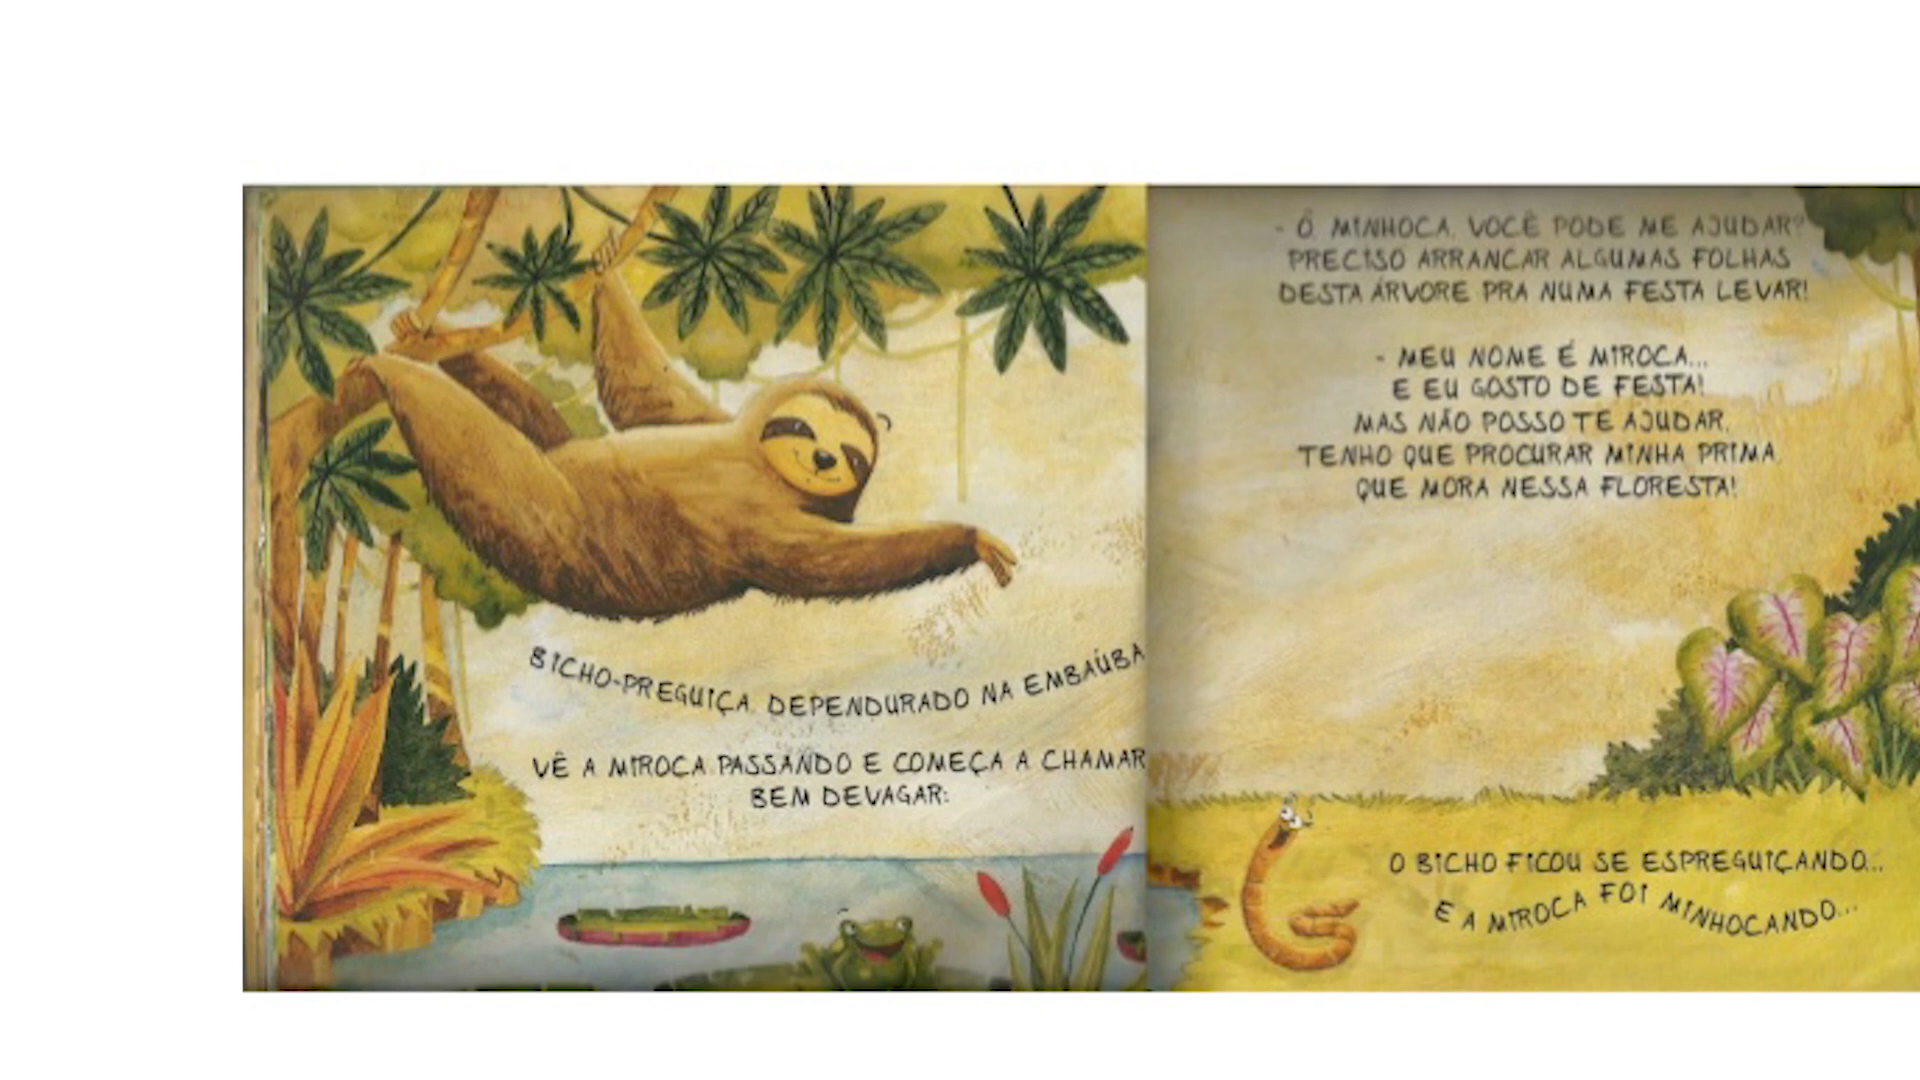 BICHO-PREGUIÇA, DEPENDURADO NA EMBAÚBA
VÊ A MIROCA PASSANDO E COMEÇA A CHAMAR
BEM DEVAGAR:
- Ô, MINHOCA, VOCÊ PODE ME AJUDAR?
PRECISO ARRANCAR ALGUMAS FOLHAS
DESTA ÁRVORE PRA NUMA FESTA LEVAR!
- MEU NOME É MIROCA...
E EU GOSTO DE FESTA!
MAS NÃO POSSO TE AJUDAR,
TENHO QUE PROCURAR MINHA PRIMA,
QUE MORA NESSA FLORESTA!
O BICHO FICOU SE ESPREGUIÇANDO...
E A MIROCA FOI MINHOCANDO...